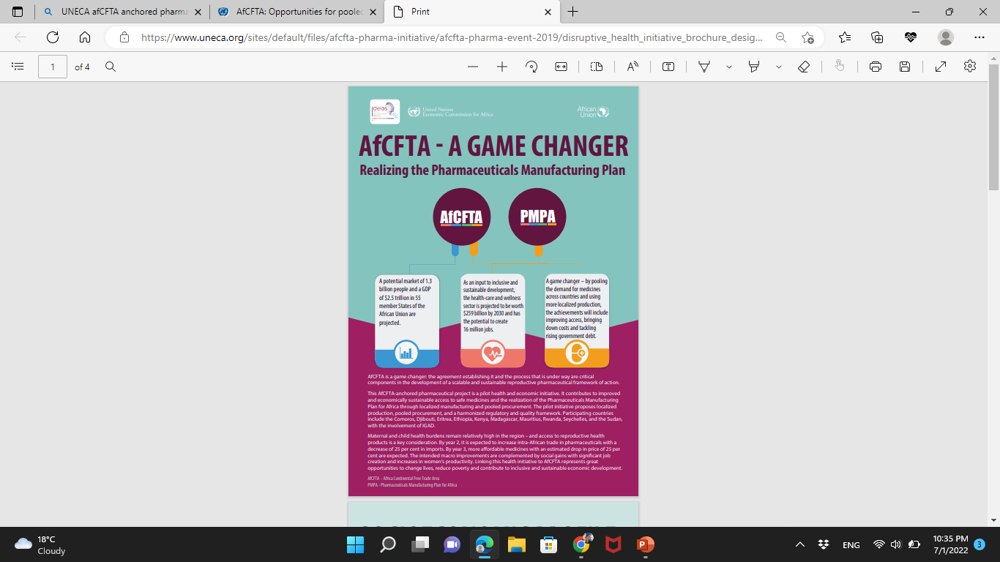 UNECA afCFTA anchored pharma
AfCFTA: Opportunities for pooled
Print
https://www.uneca.org/sites/default/files/afcfta-pharma-initiative/afcfta-pharma-event-2019/disruptive_health_initiative_brochure_desig...
1 of 4
ideas
United Nations
Economic Commission for Africa
African
Union
AfCFTA - A GAME CHANGER
Realizing the Pharmaceuticals Manufacturing Plan
AfCFTA
PMPA
A potential market of 1.3
billion people and a GDP
of $2.5 trillion in 55
member States of the
African Union are
projected.
As an input to inclusive and
sustainable development,
the health-care and wellness
sector is projected to be worth
$259 billion by 2030 and has
the potential to create
16 million jobs.
A game changer – by pooling
the demand for medicines
across countries and using
more localized production,
the achievements will include
improving access, bringing
down costs and tackling
rising government debt.
AfCFTA is a game changer: the agreement establishing it and the process that is under way are critical
components in the development of a scalable and sustainable reproductive pharmaceutical framework of action.
This AfCFTA-anchored pharmaceutical project is a pilot health and economic initiative. It contributes to improved
and economically sustainable access to safe medicines and the realization of the Pharmaceuticals Manufacturing
Plan for Africa through localized manufacturing and pooled procurement. The pilot initiative proposes localized
production, pooled procurement, and a harmonized regulatory and quality framework. Participating countries
include the Comoros, Djibouti, Eritrea, Ethiopia, Kenya, Madagascar, Mauritius, Rwanda, Seychelles, and the Sudan,
with the involvement of IGAD.
Maternal and child health burdens remain relatively high in the region – and access to reproductive health
products is a key consideration. By year 2, it is expected to increase intra-African trade in pharmaceuticals with a
decrease of 25 per cent in imports. By year 3, more affordable medicines with an estimated drop in price of 25 per
cent are expected. The intended macro improvements are complemented by social gains with significant job
creation and increases in women's productivity. Linking this health initiative to AfCFTA represents great
opportunities to change lives, reduce poverty and contribute to inclusive and sustainable economic development.
AfCFTA - Africa Continental Free Trade Area
PMPA - Pharmaceuticals Manufacturing Plan for Africa
18°C
Cloudy
ENG
10:35 PM
7/1/2022
3